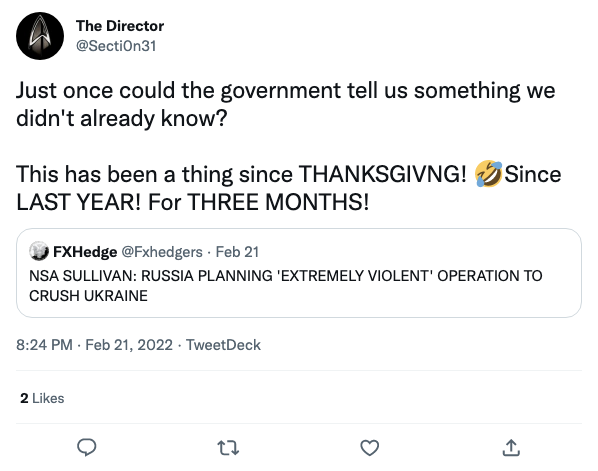 The Director
@Secti0n31
Just once could the government tell us something we
didn't already know?
This has been a thing since THANKSGIVNG! 🤣Since
LAST YEAR! For THREE MONTHS!
FXHedge @Fxhedgers · Feb 21
NSA SULLIVAN: RUSSIA PLANNING 'EXTREMELY VIOLENT' OPERATION TO
CRUSH UKRAINE
8:24 PM · Feb 21, 2022 · TweetDeck
2 Likes